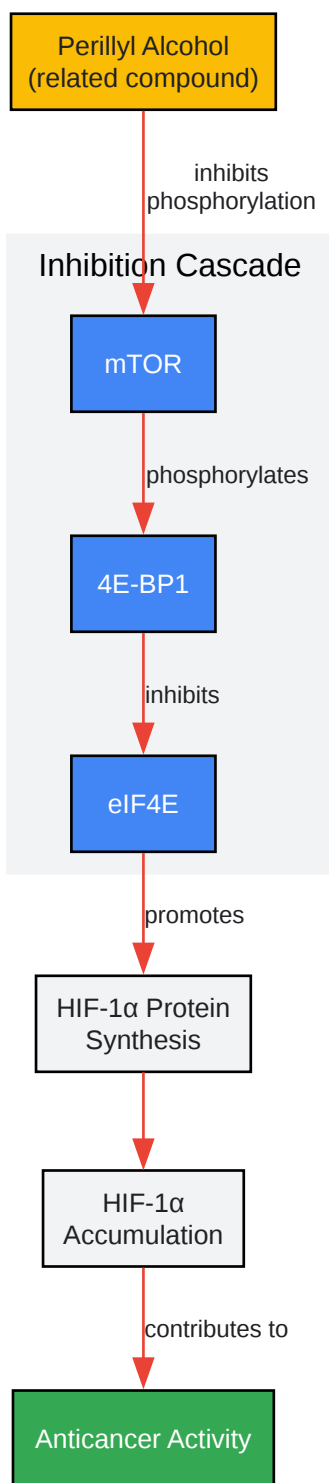 Perillyl Alcohol
(related compound)
inhibits
phosphorylation
Inhibition Cascade
mTOR
phosphorylates
4E-BP1
inhibits
eIF4E
promotes
HIF-1α Protein
Synthesis
HIF-1α
Accumulation
contributes to
Anticancer Activity